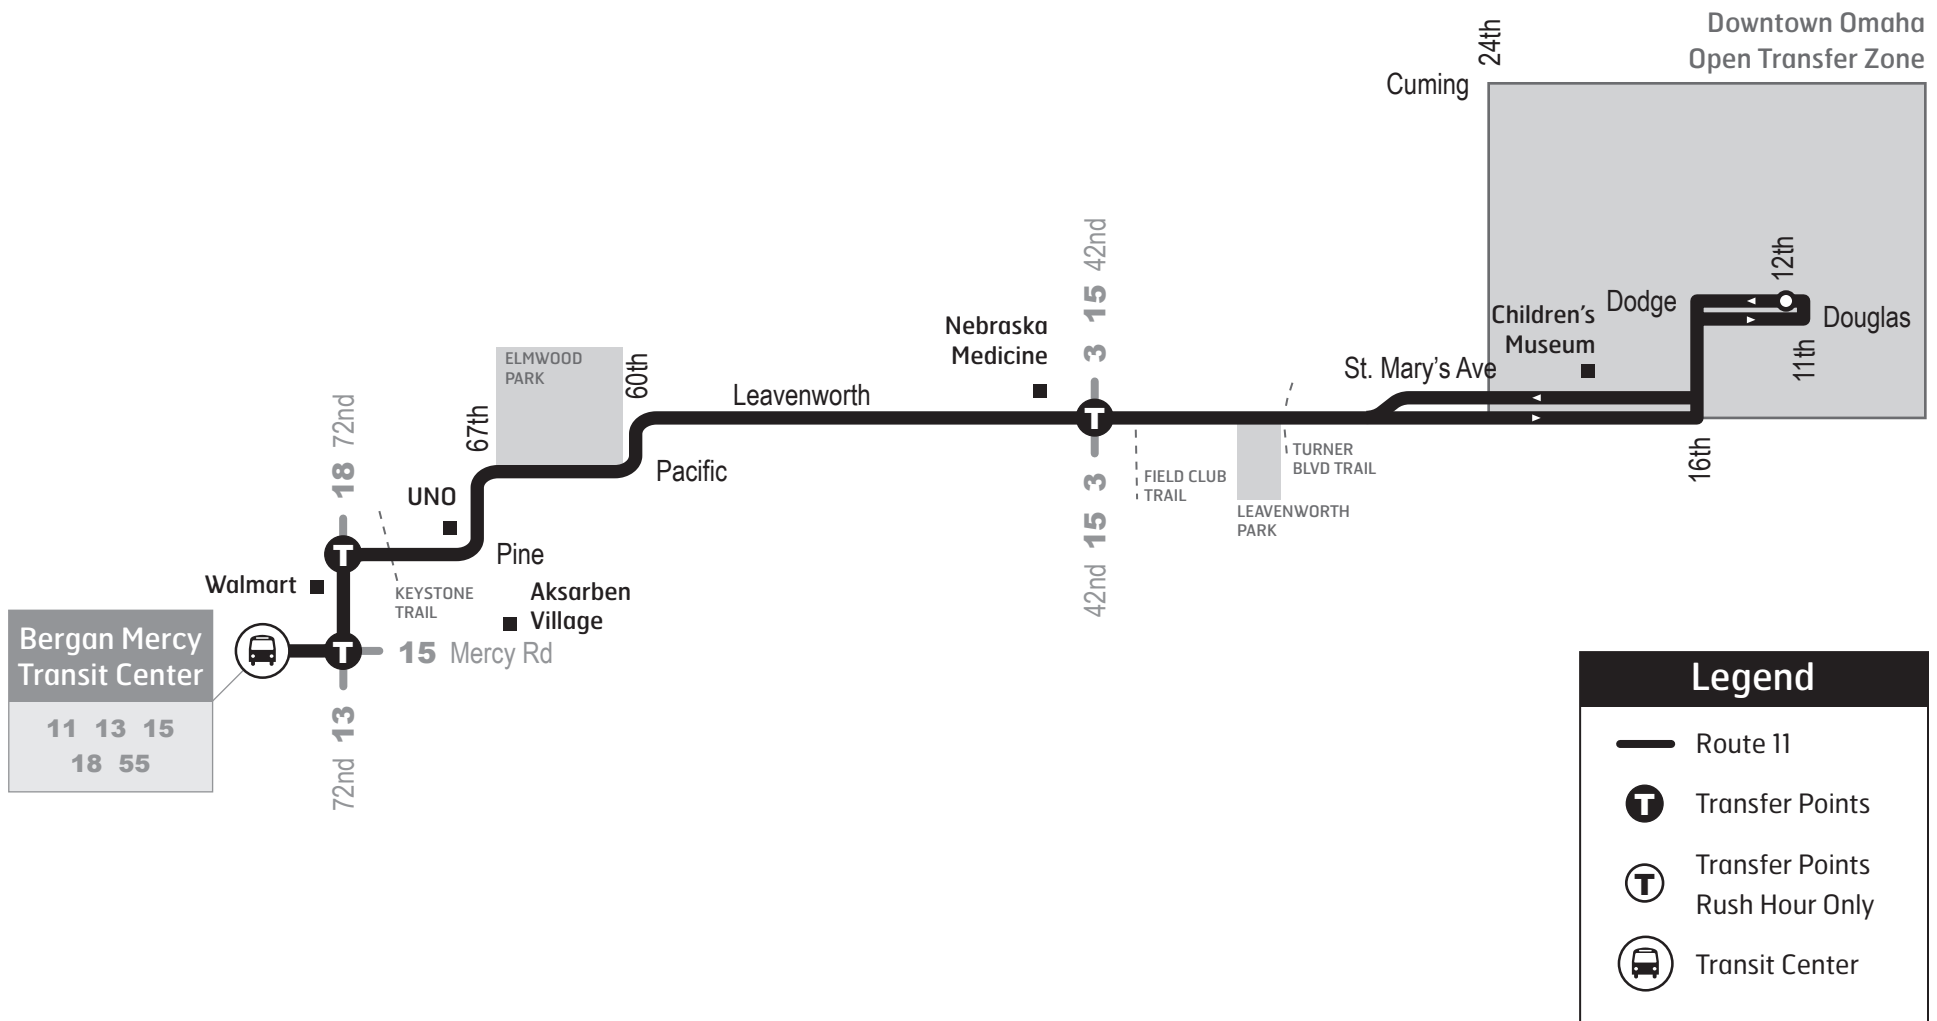 Downtown Omaha
Open Transfer Zone
24th
Cuming
12th
Dodge
Douglas
11th
Children's
Museum
St. Mary's Ave
16th
42nd
15
3
Nebraska
Medicine
T
3
15
42nd
TURNER
BLVD TRAIL
FIELD CLUB
TRAIL
LEAVENWORTH
PARK
Leavenworth
60th
ELMWOOD
PARK
67th
Pacific
72nd
18
UNO
T
Pine
Walmart
KEYSTONE
TRAIL
Aksarben
Village
T
15 Mercy Rd
13
72nd
Bergan Mercy
Transit Center
11 13 15
18 55
Legend
Route 11
T Transfer Points
T Transfer Points
Rush Hour Only
Transit Center